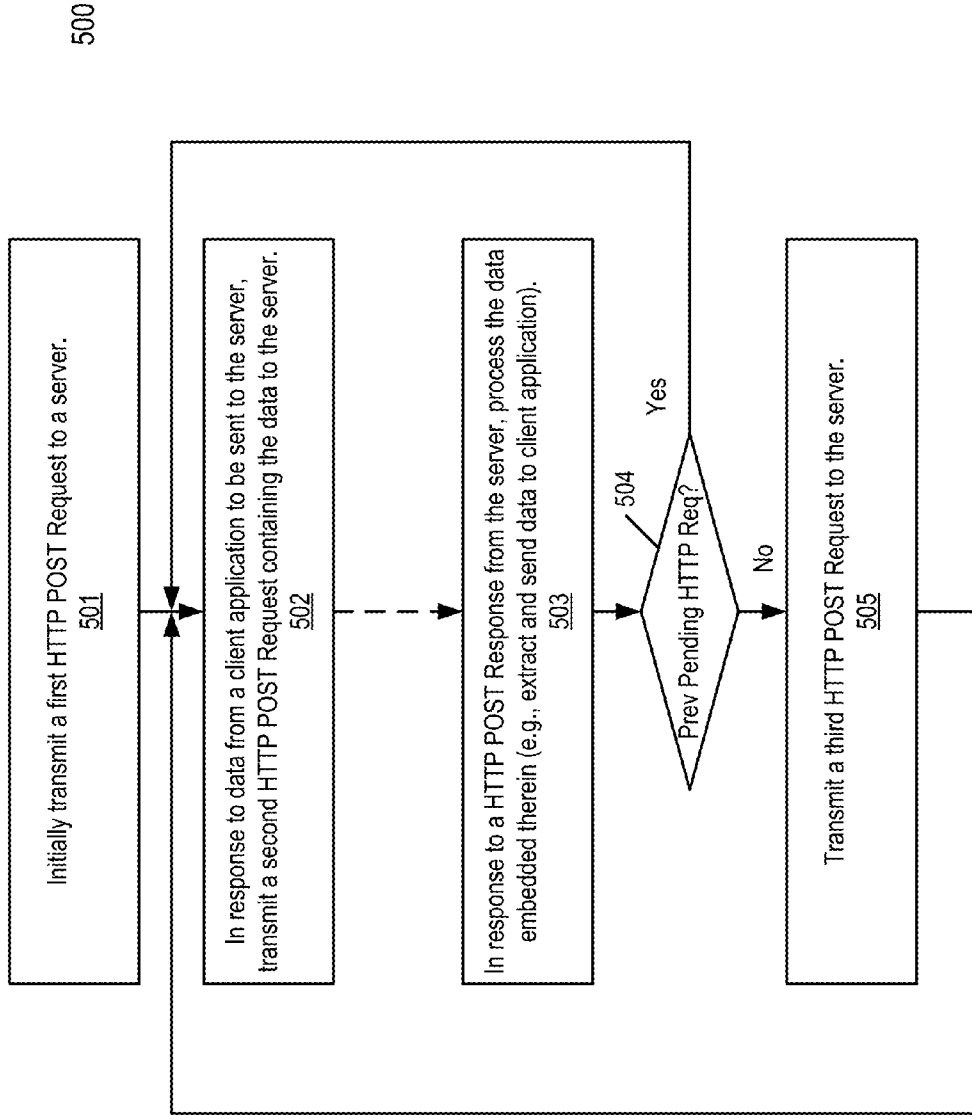 500
Initially transmit a first HTTP POST Request to a server.
501
In response to data from a client application to be sent to the server,
transmit a second HTTP POST Request containing the data to the server.
502
In response to a HTTP POST Response from the server, process the data
embedded therein (e.g., extract and send data to client application).
503
504
Prev Pending HTTP Req?
Yes
No
Transmit a third HTTP POST Request to the server.
505